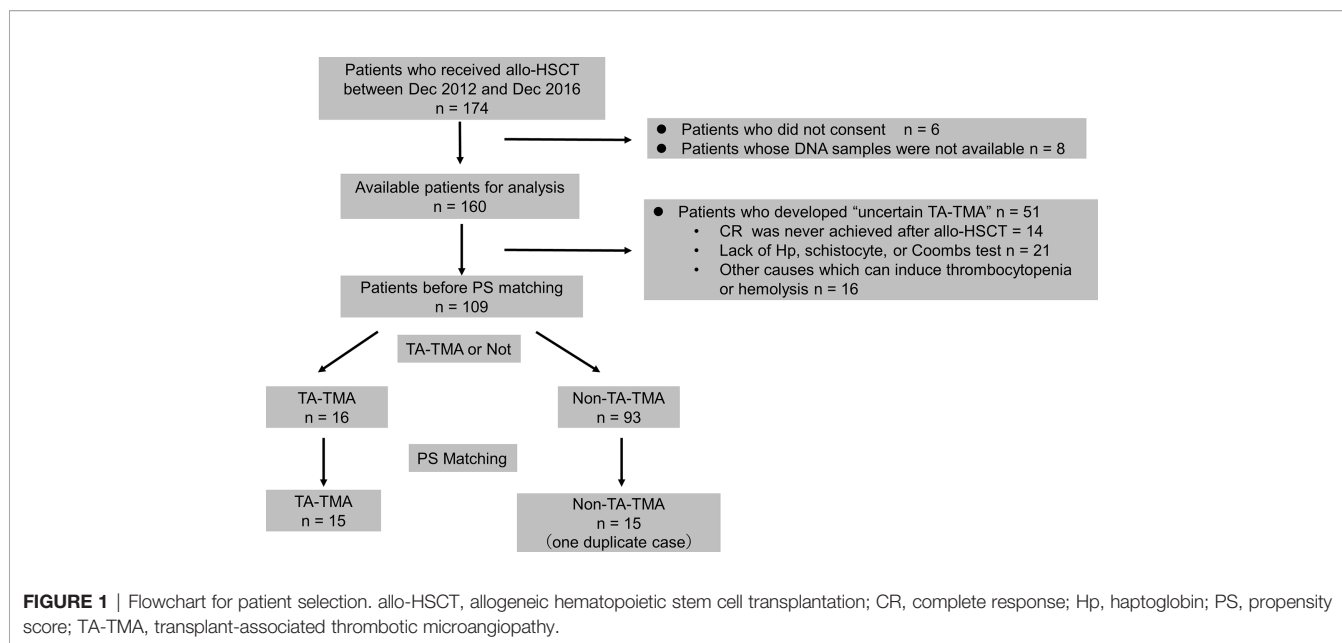 Patients who received allo-HSCT
between Dec 2012 and Dec 2016
n = 174
● Patients who did not consent n = 6
● Patients whose DNA samples were not available n = 8
Available patients for analysis
n = 160
● Patients who developed “uncertain TA-TMA” n = 51
• CR was never achieved after allo-HSCT = 14
• Lack of Hp, schistocyte, or Coombs test n = 21
• Other causes which can induce thrombocytopenia
or hemolysis n = 16
Patients before PS matching
n = 109
TA-TMA or Not
TA-TMA
n = 16
Non-TA-TMA
n = 93
PS Matching
TA-TMA
n = 15
Non-TA-TMA
n = 15
（one duplicate case）
FIGURE 1 | Flowchart for patient selection. allo-HSCT, allogeneic hematopoietic stem cell transplantation; CR, complete response; Hp, haptoglobin; PS, propensity
score; TA-TMA, transplant-associated thrombotic microangiopathy.